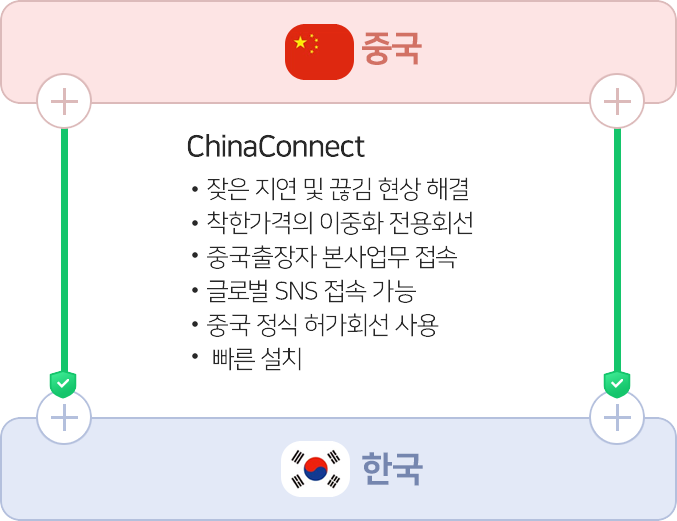 중국
ChinaConnect
• 잦은 지연 및 끊김 현상 해결
• 착한가격의 이중화 전용회선
• 중국출장자 본사업무 접속
• 글로벌 SNS 접속 가능
• 중국 정식 허가회선 사용
• 빠른 설치
한국